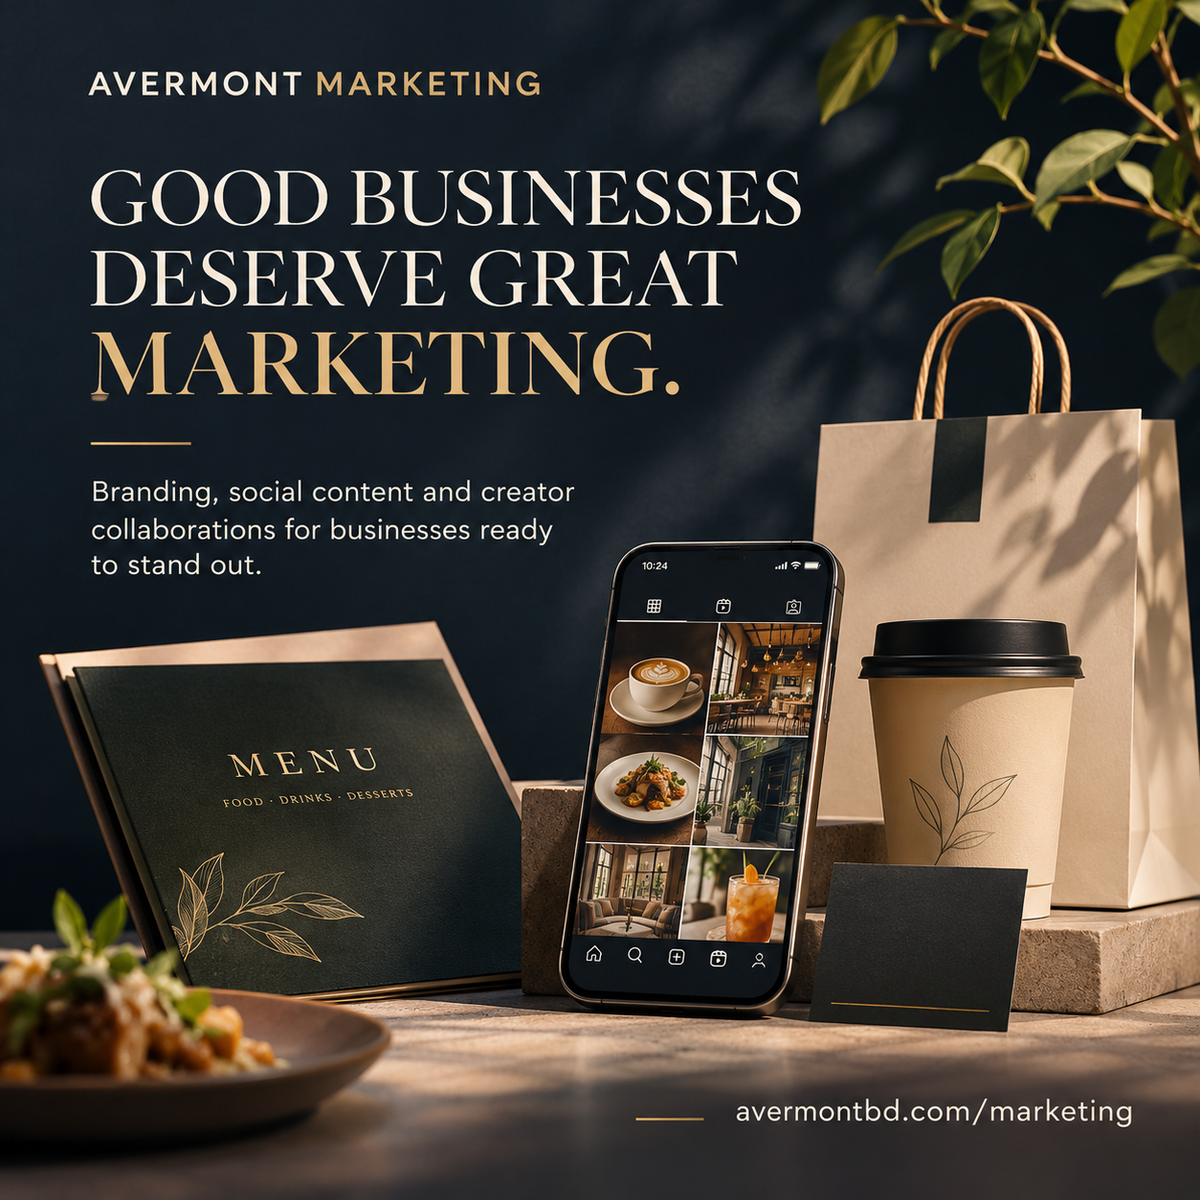 AVERMONT MARKETING
GOOD BUSINESSES
DESERVE GREAT
MARKETING.
Branding, social content and creator
collaborations for businesses ready
to stand out.
10:24
MENU
FOOD · DRINKS · DESSERTS
avermontbd.com/marketing